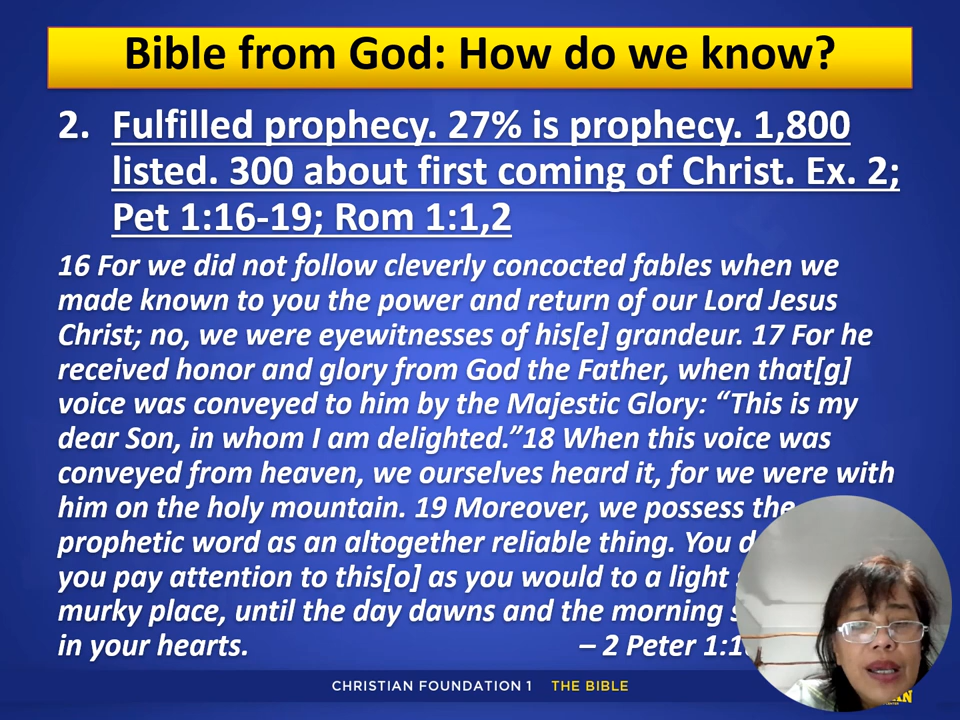 Bible from God: How do we know?
2. Fulfilled prophecy. 27% is prophecy. 1,800
listed. 300 about first coming of Christ. Ex. 2;
Pet 1:16-19; Rom 1:1,2
16 For we did not follow cleverly concocted fables when we
made known to you the power and return of our Lord Jesus
Christ; no, we were eyewitnesses of his[e] grandeur. 17 For he
received honor and glory from God the Father, when that[g]
voice was conveyed to him by the Majestic Glory: “This is my
dear Son, in whom I am delighted.”18 When this voice was
conveyed from heaven, we ourselves heard it, for we were with
him on the holy mountain. 19 Moreover, we possess the
prophetic word as an altogether reliable thing. You
you pay attention to this[o] as you would to a light
murky place, until the day dawns and the morning
in your hearts. – 2 Peter
CHRISTIAN FOUNDATION 1 THE BIBLE